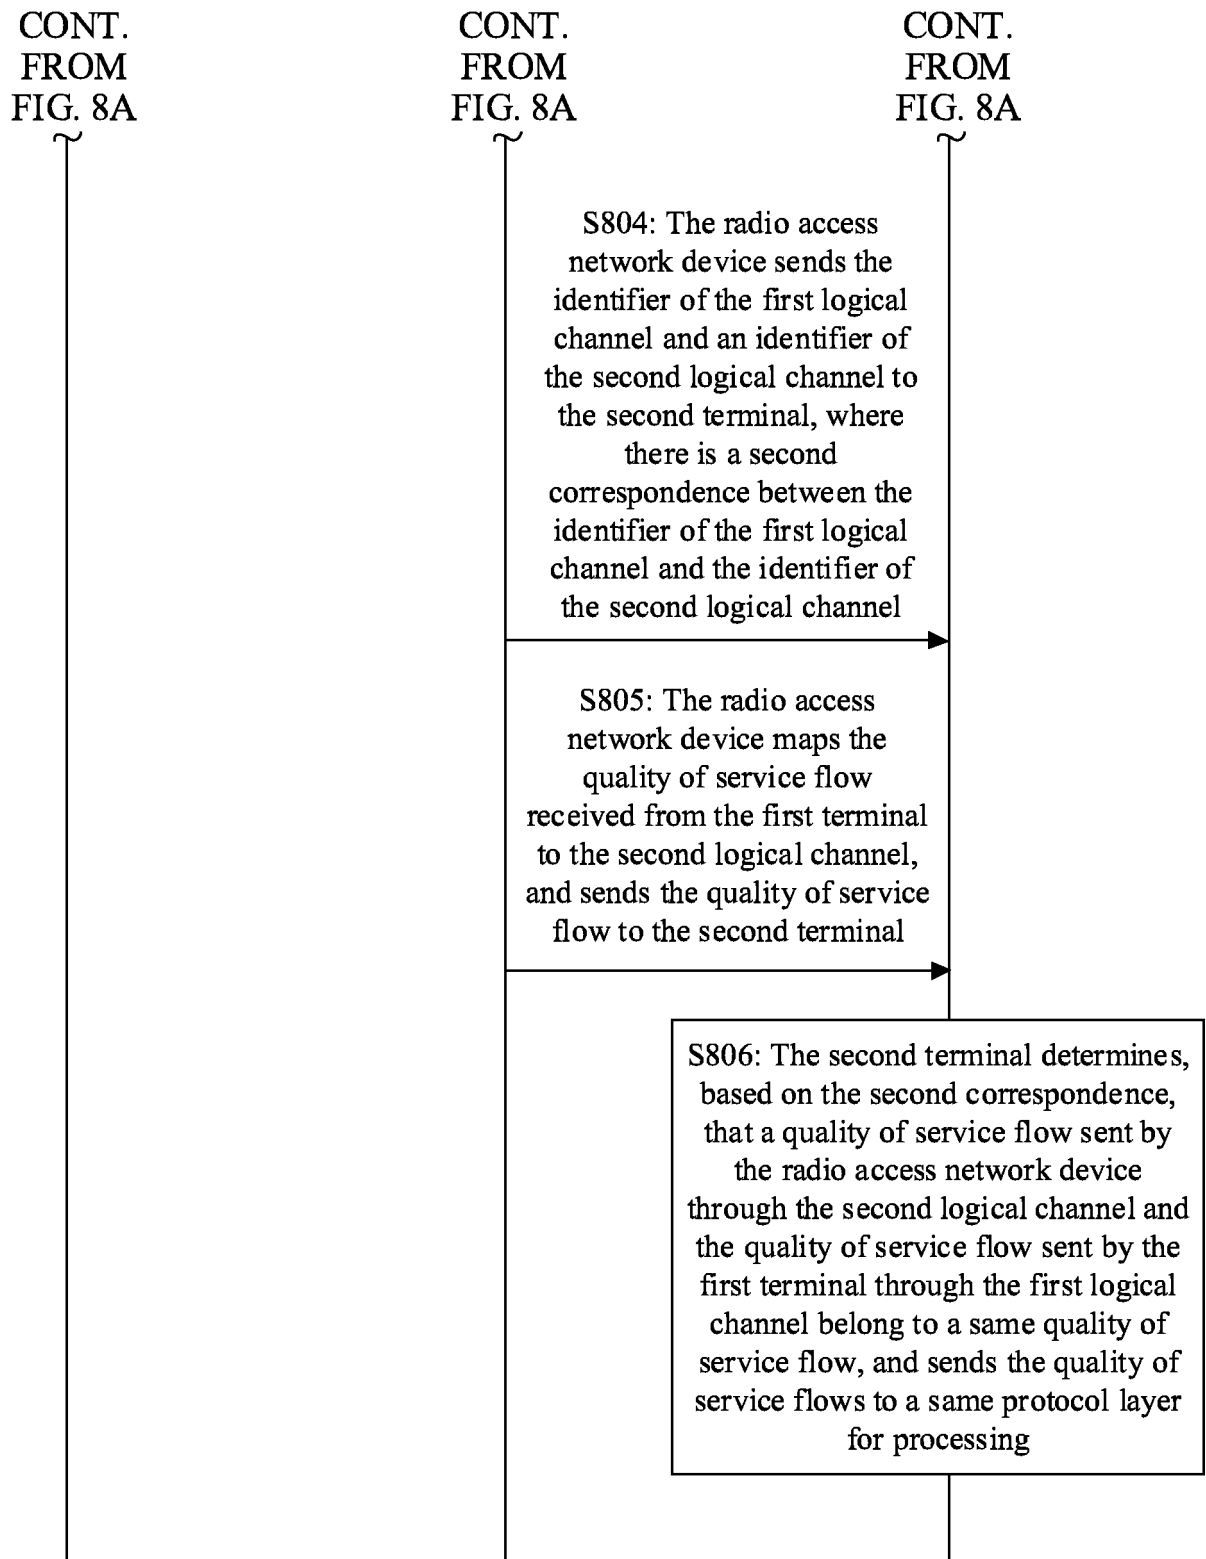 CONT.
FROM
FIG. 8A
CONT.
FROM
FIG. 8A
CONT.
FROM
FIG. 8A
S804: The radio access
network device sends the
identifier of the first logical
channel and an identifier of
the second logical channel to
the second terminal, where
there is a second
correspondence between the
identifier of the first logical
channel and the identifier of
the second logical channel
S805: The radio access
network device maps the
quality of service flow
received from the first terminal
to the second logical channel,
and sends the quality of service
flow to the second terminal
S806: The second terminal determines,
based on the second correspondence,
that a quality of service flow sent by
the radio access network device
through the second logical channel and
the quality of service flow sent by the
first terminal through the first logical
channel belong to a same quality of
service flow, and sends the quality of
service flows to a same protocol layer
for processing